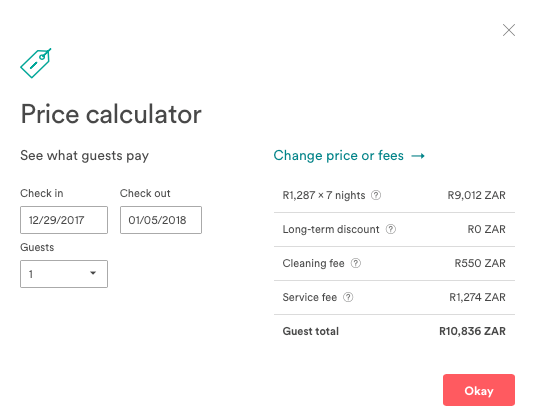 Price calculator
See what guests pay
Check in Check out
12/29/2017 01/05/2018
Guests
1
Change price or fees →
R1,287 × 7 nights ? R9,012 ZAR
Long-term discount ? R0 ZAR
Cleaning fee ? R550 ZAR
Service fee ? R1,274 ZAR
Guest total R10,836 ZAR
Okay